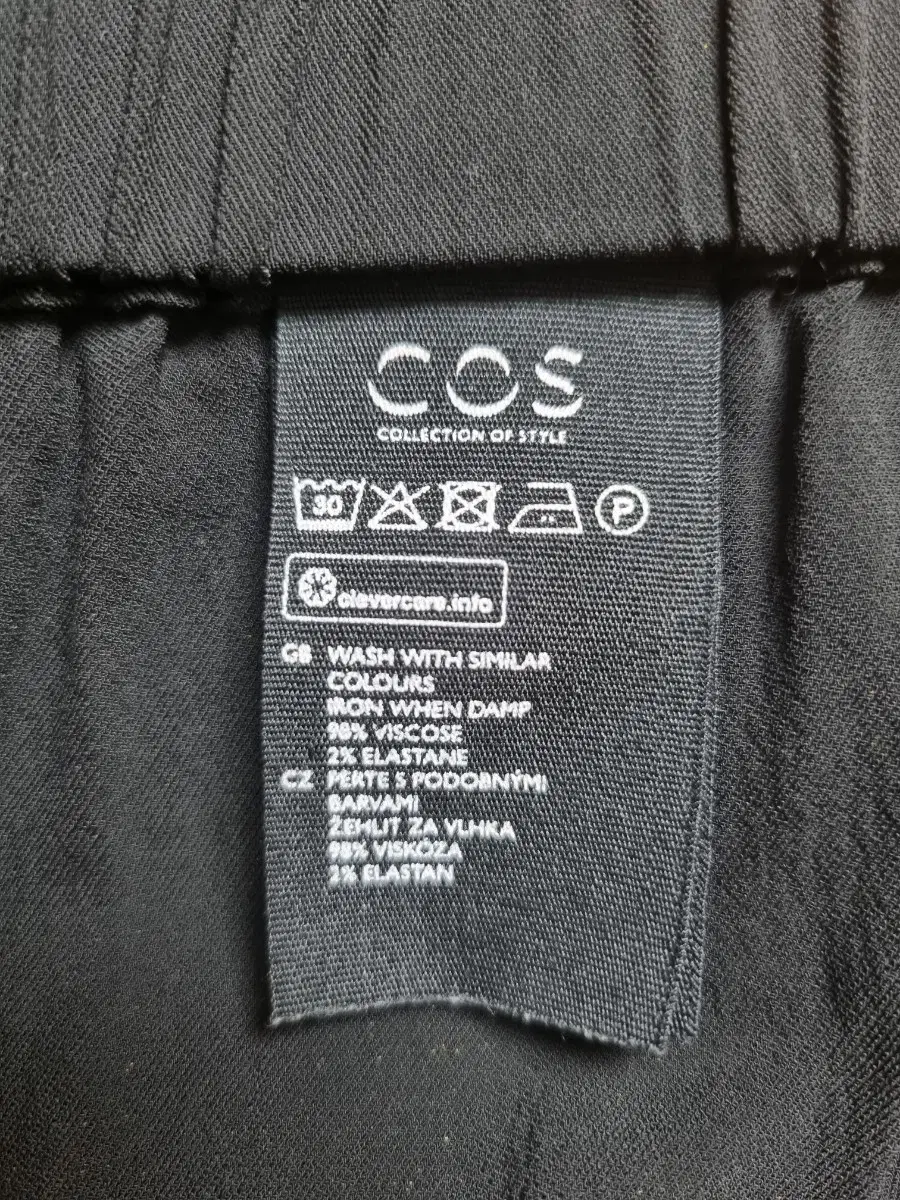 COS
COLLECTION OF STYLE
30
P
clevercare.info
GB WASH WITH SIMILAR
COLOURS
IRON WHEN DAMP
98% VISCOSE
2% ELASTANE
CZ PERTE S PODOBNÝMI
BARVAMI
ŽEHLIT ZA VLHKA
98% VISKÓZA
2% ELASTAN